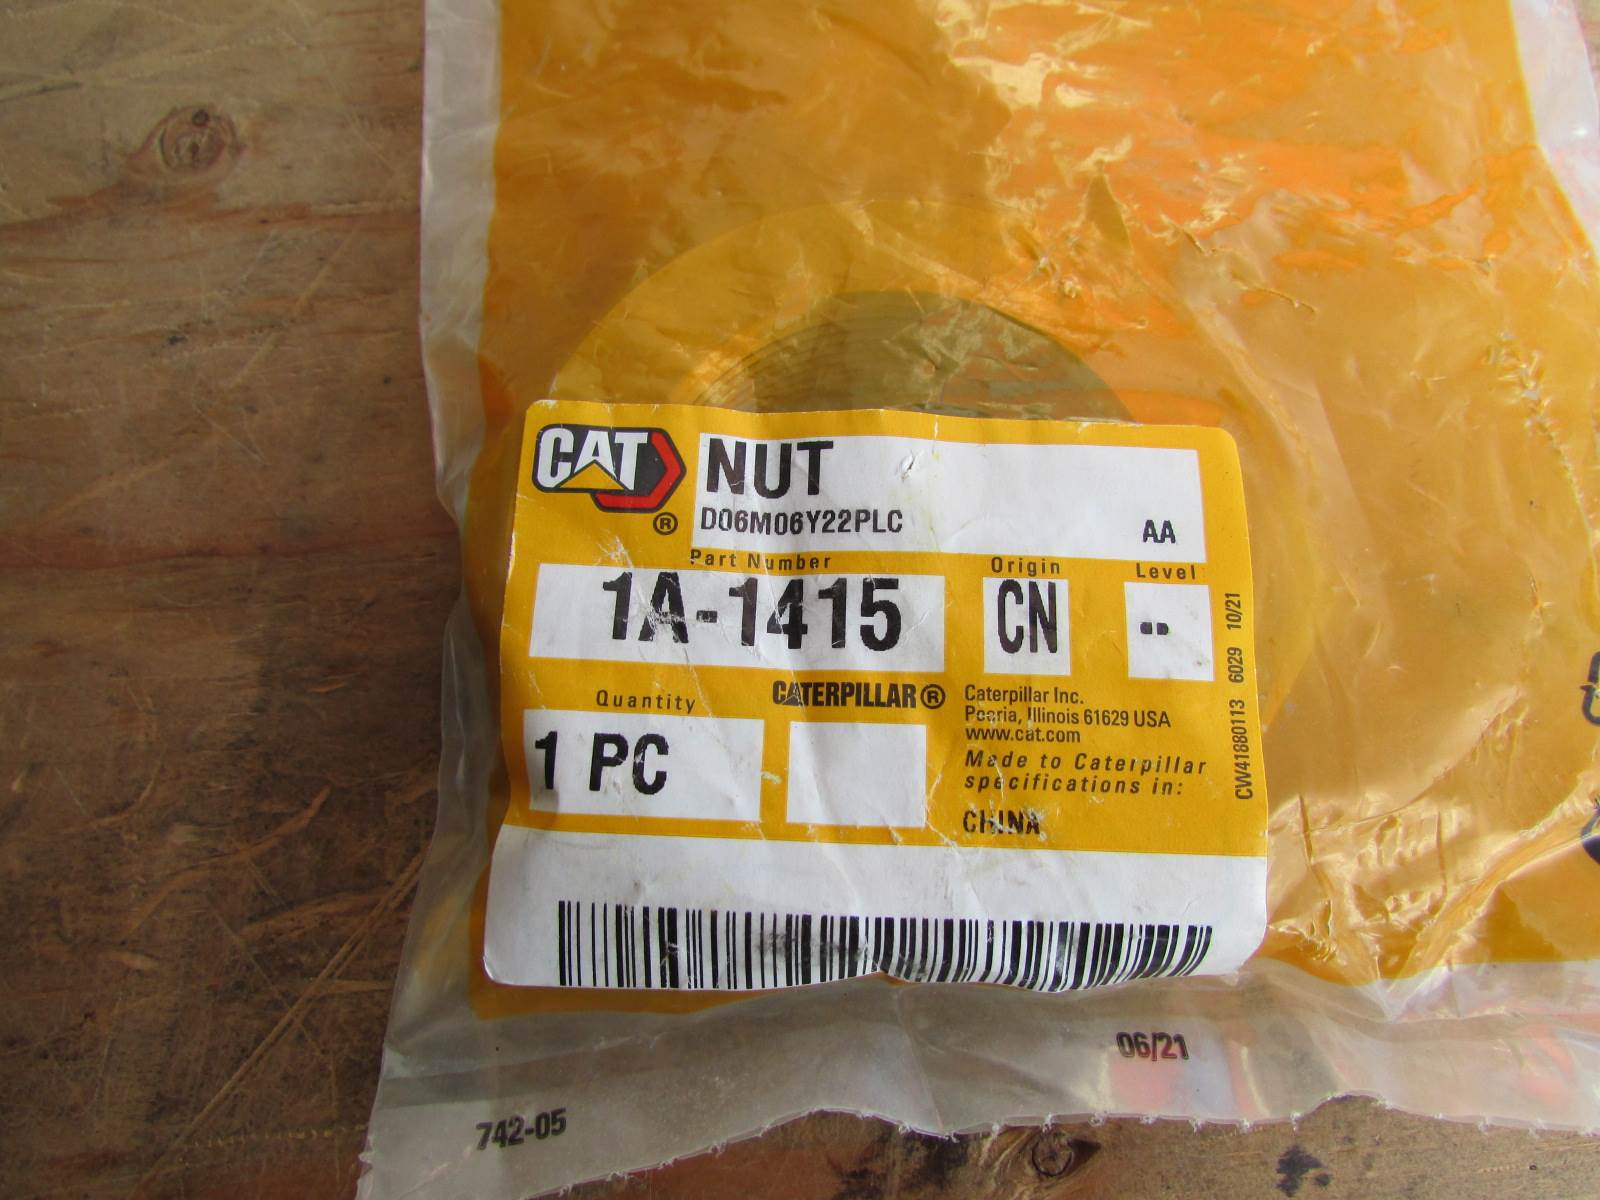 CAT
®
NUT
D06M06Y22PLC
AA
Part Number
Origin
Level
1A-1415
CN
--
Quantity
CATERPILLAR®
1 PC
Caterpillar Inc.
Peoria, Illinois 61629 USA
www.cat.com
Made to Caterpillar
specifications in:
CHINA
CW41880113 6029 10/21
06/21
742-05